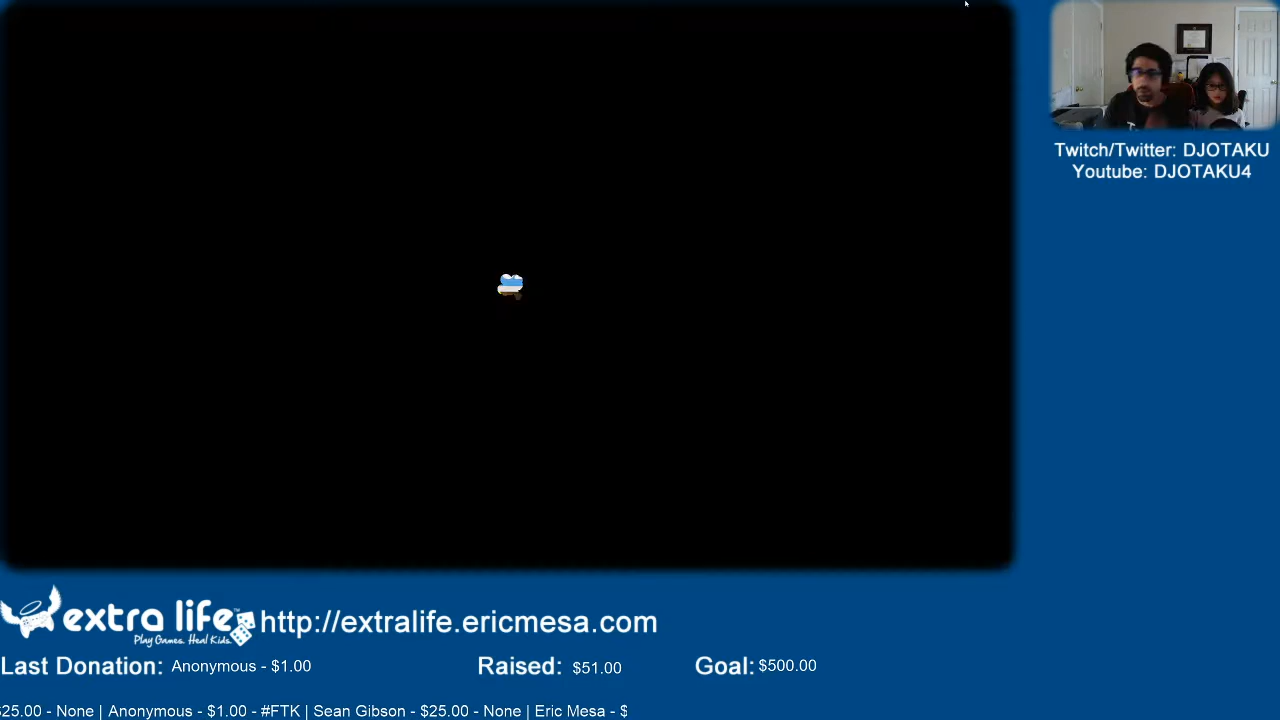 Twitch/Twitter: DJOTAKU
Youtube: DJOTAKU4
extra life™ http://extralife.ericmesa.com
Play Games. Heal Kids.
Last Donation: Anonymous - $1.00 Raised: $51.00 Goal: $500.00
$25.00 - None | Anonymous - $1.00 - #FTK | Sean Gibson - $25.00 - None | Eric Mesa - $